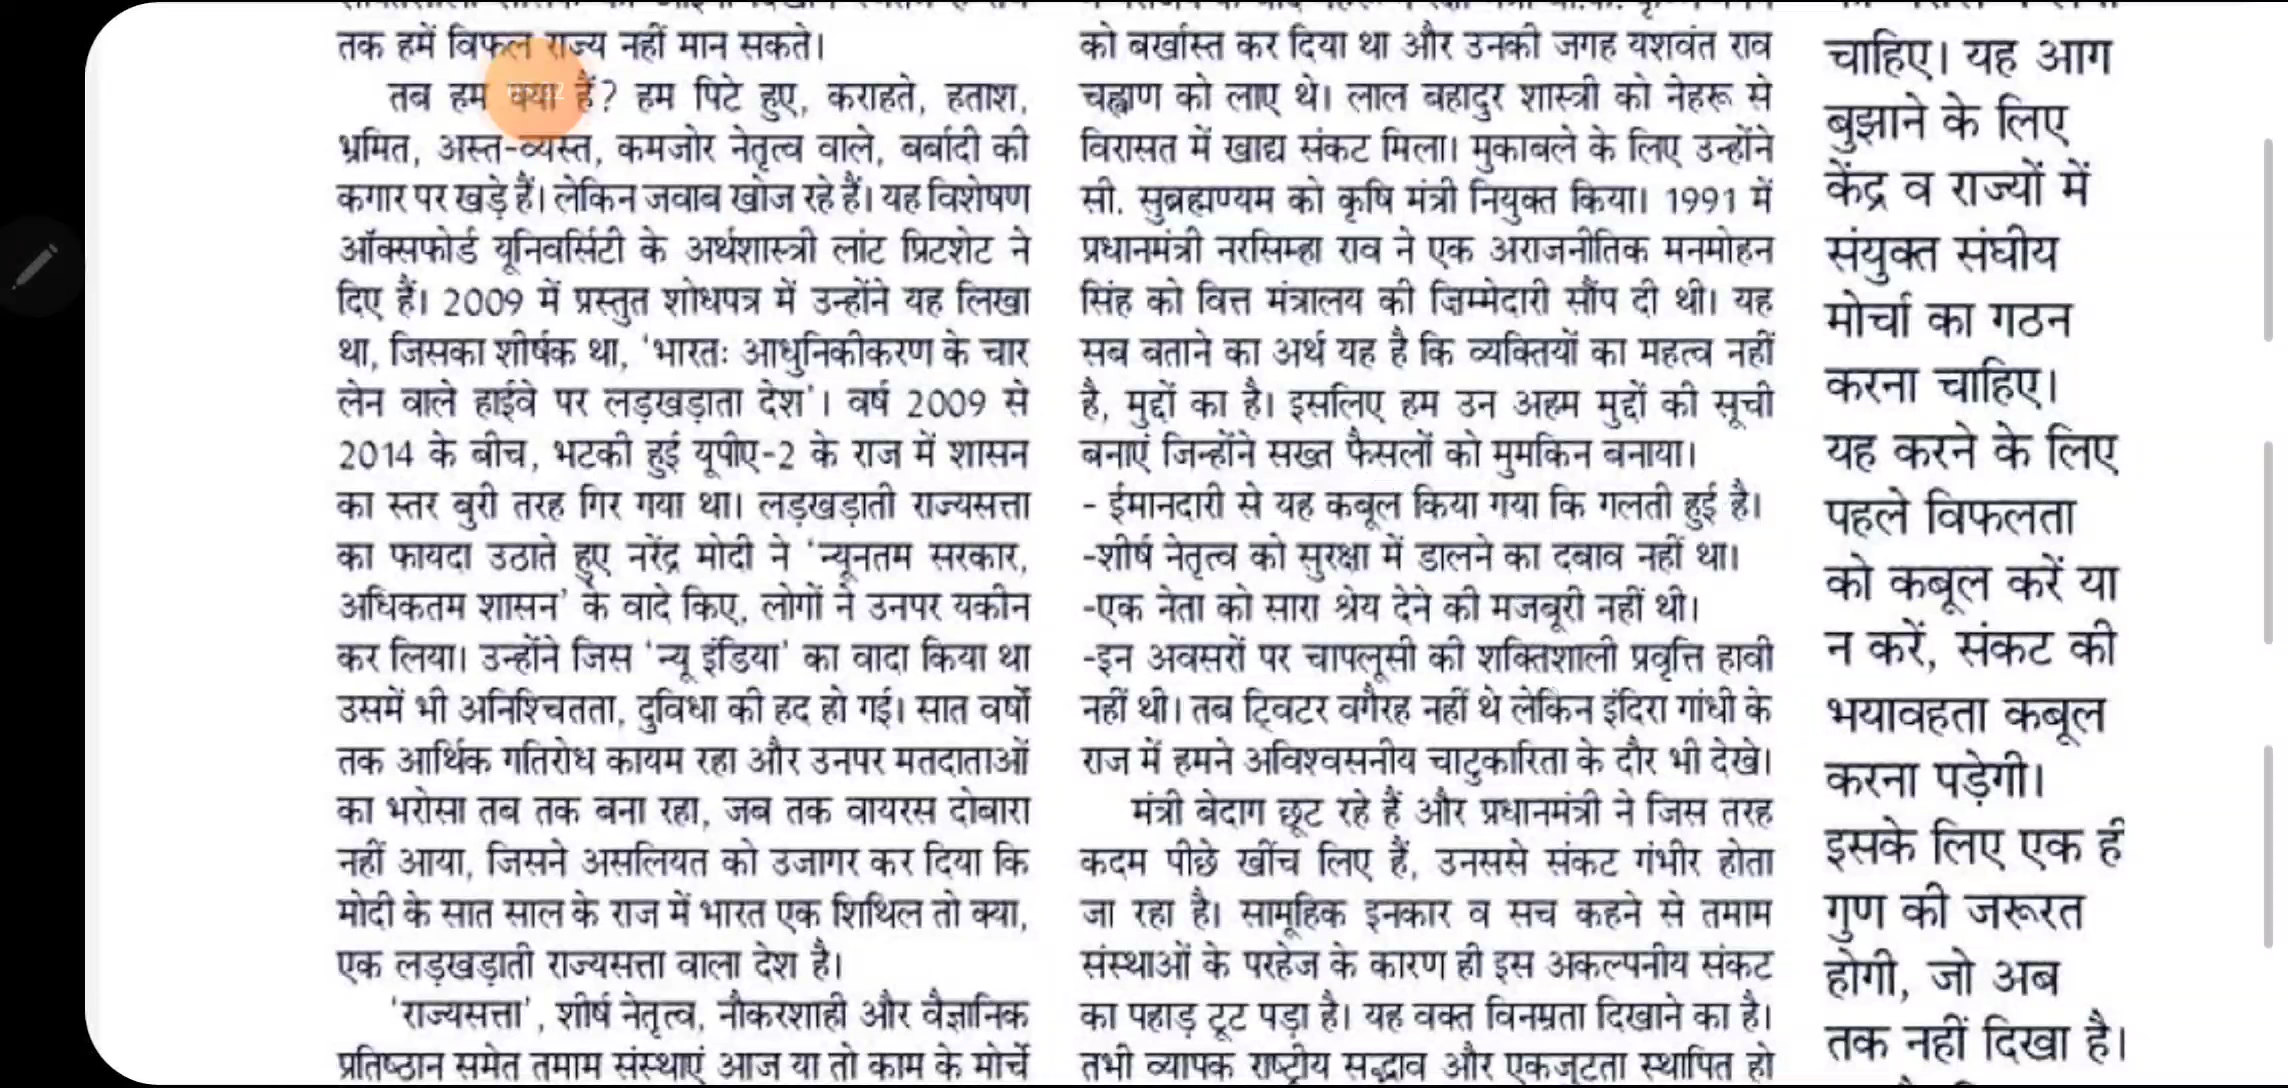 तक हमें विफल राज्य नहीं मान सकते।
तब हम क्या हैं? हम पिटे हुए, कराहते, हताश,
भ्रमित, अस्त-व्यस्त, कमजोर नेतृत्व वाले, बर्बादी की
कगार पर खड़े हैं। लेकिन जवाब खोज रहे हैं। यह विशेषण
ऑक्सफोर्ड यूनिवर्सिटी के अर्थशास्त्री लांट प्रिटशेट ने
दिए हैं। 2009 में प्रस्तुत शोधपत्र में उन्होंने यह लिखा
था, जिसका शीर्षक था, 'भारतः आधुनिकीकरण के चार
लेन वाले हाईवे पर लड़खड़ाता देश'। वर्ष 2009 से
2014 के बीच, भटकी हुई यूपीए-2 के राज में शासन
का स्तर बुरी तरह गिर गया था। लड़खड़ाती राज्यसत्ता
का फायदा उठाते हुए नरेंद्र मोदी ने 'न्यूनतम सरकार,
अधिकतम शासन' के वादे किए, लोगों ने उनपर यकीन
कर लिया। उन्होंने जिस 'न्यू इंडिया' का वादा किया था
उसमें भी अनिश्चितता, दुविधा की हद हो गई। सात वर्षों
तक आर्थिक गतिरोध कायम रहा और उनपर मतदाताओं
का भरोसा तब तक बना रहा, जब तक वायरस दोबारा
नहीं आया, जिसने असलियत को उजागर कर दिया कि
मोदी के सात साल के राज में भारत एक शिथिल तो क्या,
एक लड़खड़ाती राज्यसत्ता वाला देश है।
'राज्यसत्ता', शीर्ष नेतृत्व, नौकरशाही और वैज्ञानिक
प्रतिष्ठान समेत तमाम संस्थाएं आज या तो काम के मोर्चे
को बर्खास्त कर दिया था और उनकी जगह यशवंत राव
चह्वाण को लाए थे। लाल बहादुर शास्त्री को नेहरू से
विरासत में खाद्य संकट मिला। मुकाबले के लिए उन्होंने
सी. सुब्रह्मण्यम को कृषि मंत्री नियुक्त किया। 1991 में
प्रधानमंत्री नरसिम्हा राव ने एक अराजनीतिक मनमोहन
सिंह को वित्त मंत्रालय की जिम्मेदारी सौंप दी थी। यह
सब बताने का अर्थ यह है कि व्यक्तियों का महत्व नहीं
है, मुद्दों का है। इसलिए हम उन अहम मुद्दों की सूची
बनाएं जिन्होंने सख्त फैसलों को मुमकिन बनाया।
- ईमानदारी से यह कबूल किया गया कि गलती हुई है।
-शीर्ष नेतृत्व को सुरक्षा में डालने का दबाव नहीं था।
-एक नेता को सारा श्रेय देने की मजबूरी नहीं थी।
-इन अवसरों पर चापलूसी की शक्तिशाली प्रवृत्ति हावी
नहीं थी। तब ट्विटर वगैरह नहीं थे लेकिन इंदिरा गांधी के
राज में हमने अविश्वसनीय चाटुकारिता के दौर भी देखे।
मंत्री बेदाग छूट रहे हैं और प्रधानमंत्री ने जिस तरह
कदम पीछे खींच लिए हैं, उनससे संकट गंभीर होता
जा रहा है। सामूहिक इनकार व सच कहने से तमाम
संस्थाओं के परहेज के कारण ही इस अकल्पनीय संकट
का पहाड़ टूट पड़ा है। यह वक्त विनम्रता दिखाने का है।
तभी व्यापक राष्ट्रीय सद्भाव और एकजुटता स्थापित हो
चाहिए। यह आग
बुझाने के लिए
केंद्र व राज्यों में
संयुक्त संघीय
मोर्चा का गठन
करना चाहिए।
यह करने के लिए
पहले विफलता
को कबूल करें या
न करें, संकट की
भयावहता कबूल
करना पड़ेगी।
इसके लिए एक ही
गुण की जरूरत
होगी, जो अब
तक नहीं दिखा है।